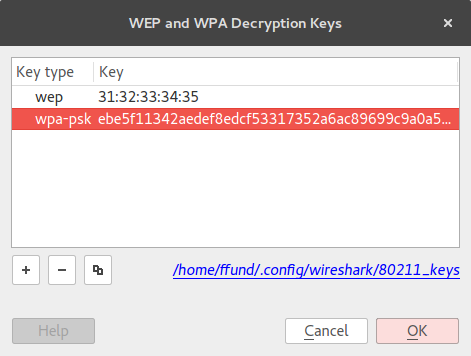 WEP and WPA Decryption Keys
Key type Key
wep 31:32:33:34:35
wpa-psk ebe5f11342aedef8edcf53317352a6ac89699c9a0a5...
/home/ffund/.config/wireshark/80211_keys
Help Cancel OK